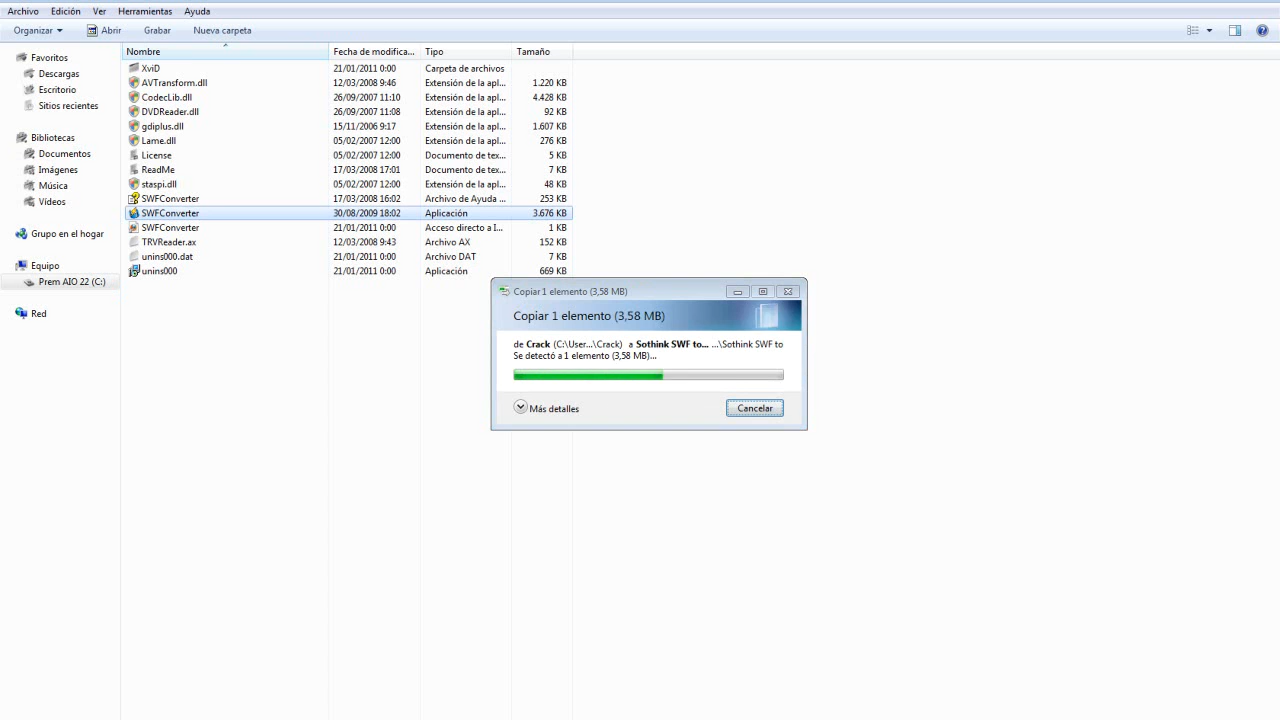 Archivo Edición Ver Herramientas Ayuda
Organizar Abrir Grabar Nueva carpeta
Nombre Fecha de modifica... Tipo Tamaño
Favoritos
Descargas
Escritorio
Sitios recientes
Bibliotecas
Documentos
Imágenes
Música
Vídeos
Grupo en el hogar
Equipo
Prem AIO 22 (C:)
Red
XviD 21/01/2011 0:00 Carpeta de archivos
AVTransform.dll 12/03/2008 9:46 Extensión de la apl... 1.220 KB
CodecLib.dll 26/09/2007 11:10 Extensión de la apl... 4.428 KB
DVDReader.dll 26/09/2007 11:08 Extensión de la apl... 92 KB
gdiplus.dll 15/11/2006 9:17 Extensión de la apl... 1.607 KB
Lame.dll 05/02/2007 12:00 Extensión de la apl... 276 KB
License 05/02/2007 12:00 Documento de tex... 5 KB
ReadMe 17/03/2008 17:01 Documento de tex... 7 KB
staspi.dll 05/02/2007 12:00 Extensión de la apl... 48 KB
SWFConverter 17/03/2008 16:02 Archivo de Ayuda ... 253 KB
SWFConverter 30/08/2009 18:02 Aplicación 3.676 KB
SWFConverter 21/01/2011 0:00 Acceso directo a I... 1 KB
TRVReader.ax 12/03/2008 9:43 Archivo AX 152 KB
unins000.dat 21/01/2011 0:00 Archivo DAT 7 KB
unins000 21/01/2011 0:00 Aplicación 669 KB
Copiar 1 elemento (3,58 MB)
Copiar 1 elemento (3,58 MB)
de Crack (C:\User...\Crack) a Sothink SWF to... ...\Sothink SWF to
Se detectó a 1 elemento (3,58 MB)...
Más detalles Cancelar